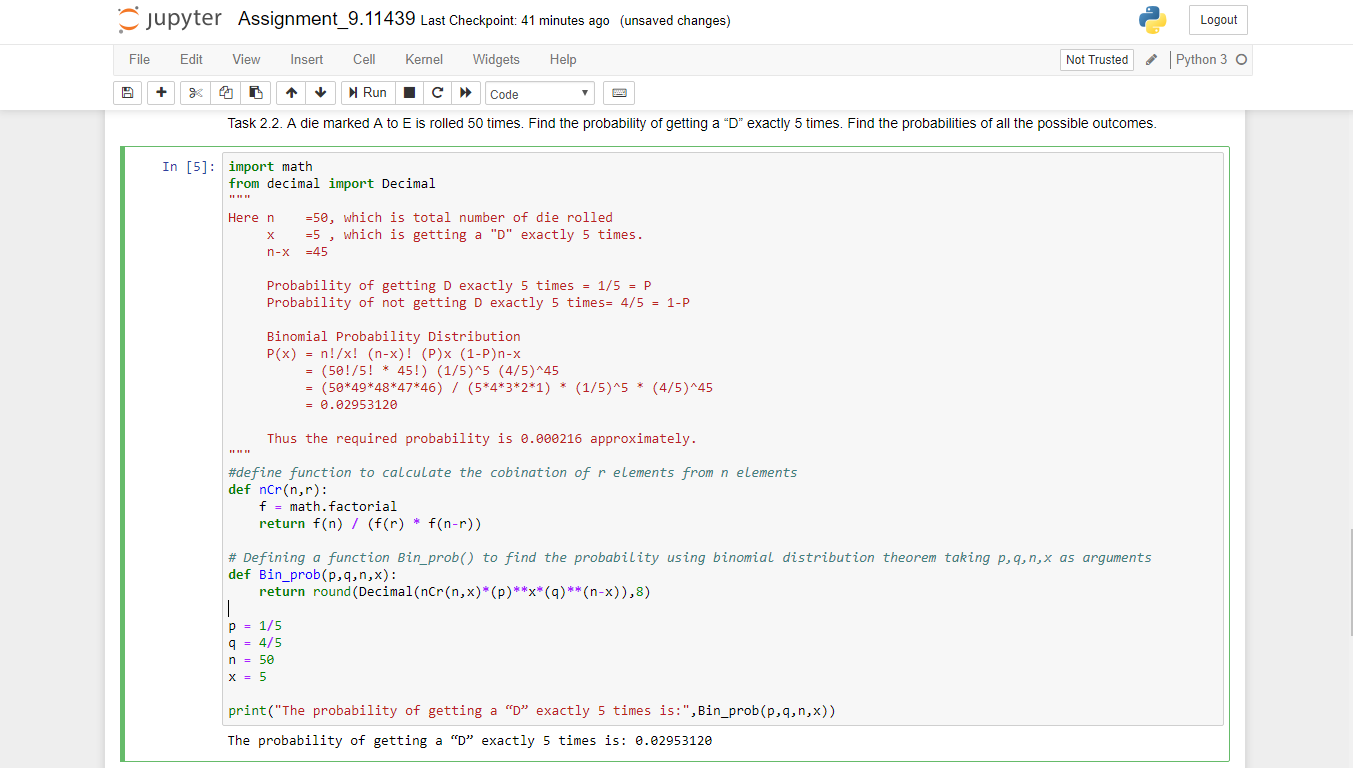 jupyter Assignment_9.11439 Last Checkpoint: 41 minutes ago (unsaved changes) Logout
File Edit View Insert Cell Kernel Widgets Help Not Trusted Python 3
Run Code
Task 2.2. A die marked A to E is rolled 50 times. Find the probability of getting a “D” exactly 5 times. Find the probabilities of all the possible outcomes.
In [5]: import math
from decimal import Decimal
"""
Here n    =50, which is total number of die rolled
     x    =5 , which is getting a "D" exactly 5 times.
     n-x  =45
     Probability of getting D exactly 5 times = 1/5 = P
     Probability of not getting D exactly 5 times= 4/5 = 1-P
     Binomial Probability Distribution
     P(x) = n!/x! (n-x)! (P)x (1-P)n-x
          = (50!/5! * 45!) (1/5)^5 (4/5)^45
          = (50*49*48*47*46) / (5*4*3*2*1) * (1/5)^5 * (4/5)^45
          = 0.02953120
     Thus the required probability is 0.000216 approximately.
"""
#define function to calculate the cobination of r elements from n elements
def nCr(n,r):
    f = math.factorial
    return f(n) / (f(r) * f(n-r))
# Defining a function Bin_prob() to find the probability using binomial distribution theorem taking p,q,n,x as arguments
def Bin_prob(p,q,n,x):
    return round(Decimal(nCr(n,x)*(p)**x*(q)**(n-x)),8)
p = 1/5
q = 4/5
n = 50
x = 5
print("The probability of getting a “D” exactly 5 times is:",Bin_prob(p,q,n,x))
The probability of getting a “D” exactly 5 times is: 0.02953120